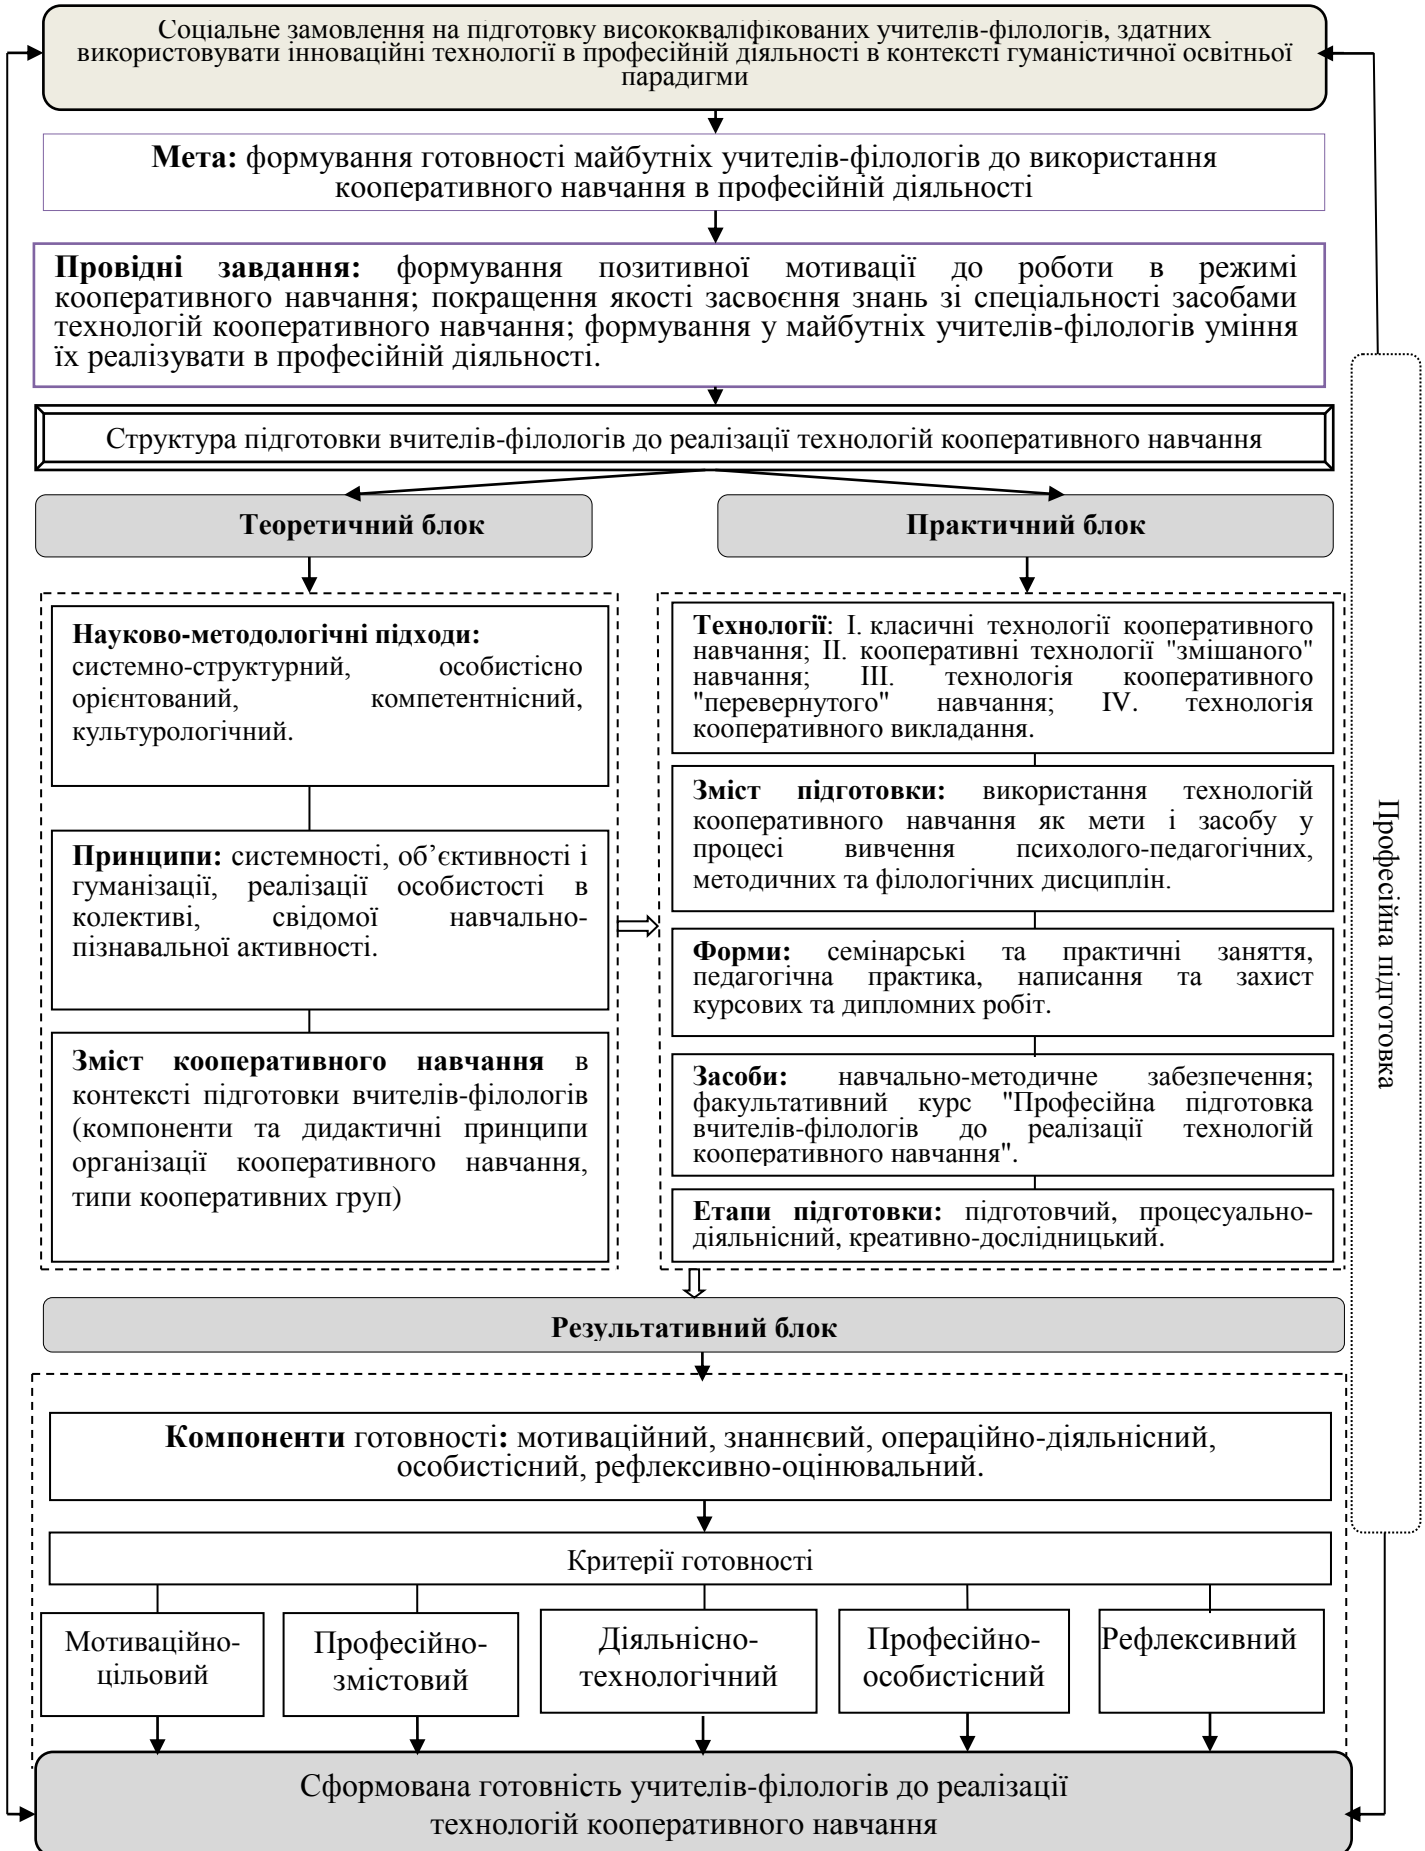 Соціальне замовлення на підготовку висококваліфікованих учителів-філологів, здатних
використовувати інноваційні технології в професійній діяльності в контексті гуманістичної освітньої
парадигми
Мета: формування готовності майбутніх учителів-філологів до використання
кооперативного навчання в професійній діяльності
Провідні завдання: формування позитивної мотивації до роботи в режимі
кооперативного навчання; покращення якості засвоєння знань зі спеціальності засобами
технологій кооперативного навчання; формування у майбутніх учителів-філологів уміння
їх реалізувати в професійній діяльності.
Структура підготовки вчителів-філологів до реалізації технологій кооперативного навчання
Теоретичний блок
Науково-методологічні підходи:
системно-структурний, особистісно
орієнтований, компетентнісний,
культурологічний.
Принципи: системності, об’єктивності і
гуманізації, реалізації особистості в
колективі, свідомої навчально-
пізнавальної активності.
Зміст кооперативного навчання в
контексті підготовки вчителів-філологів
(компоненти та дидактичні принципи
організації кооперативного навчання,
типи кооперативних груп)
Практичний блок
Технології: І. класичні технології кооперативного
навчання; ІІ. кооперативні технології "змішаного"
навчання; ІІІ. технологія кооперативного
"перевернутого" навчання; IV. технологія
кооперативного викладання.
Зміст підготовки: використання технологій
кооперативного навчання як мети і засобу у
процесі вивчення психолого-педагогічних,
методичних та філологічних дисциплін.
Форми: семінарські та практичні заняття,
педагогічна практика, написання та захист
курсових та дипломних робіт.
Засоби: навчально-методичне забезпечення;
факультативний курс "Професійна підготовка
вчителів-філологів до реалізації технологій
кооперативного навчання".
Етапи підготовки: підготовчий, процесуально-
діяльнісний, креативно-дослідницький.
Професійна підготовка
Результативний блок
Компоненти готовності: мотиваційний, знаннєвий, операційно-діяльнісний,
особистісний, рефлексивно-оцінювальний.
Критерії готовності
Мотиваційно-
цільовий
Професійно-
змістовий
Діяльнісно-
технологічний
Професійно-
особистісний
Рефлексивний
Сформована готовність учителів-філологів до реалізації
технологій кооперативного навчання